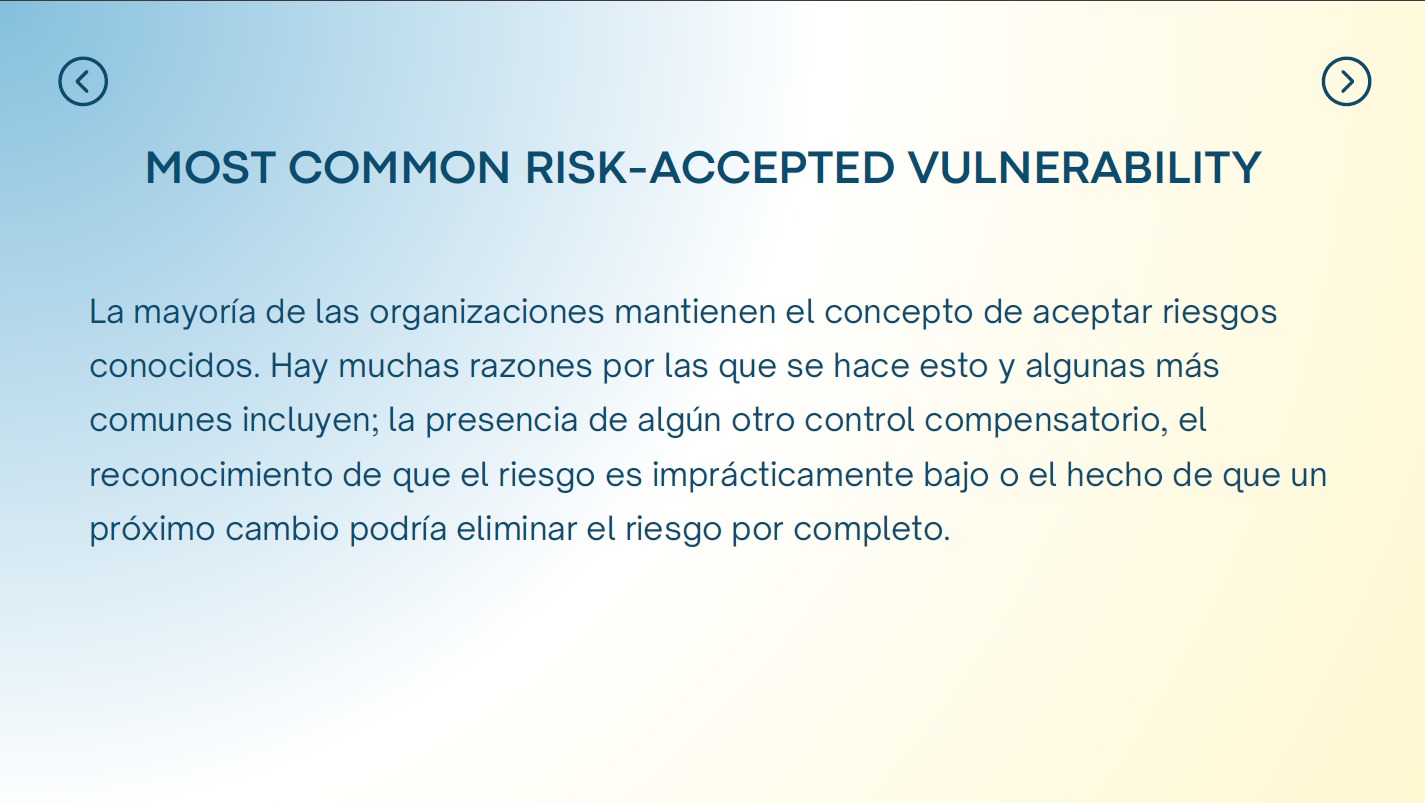 MOST COMMON RISK-ACCEPTED VULNERABILITY
La mayoría de las organizaciones mantienen el concepto de aceptar riesgos
conocidos. Hay muchas razones por las que se hace esto y algunas más
comunes incluyen; la presencia de algún otro control compensatorio, el
reconocimiento de que el riesgo es imprácticamente bajo o el hecho de que un
próximo cambio podría eliminar el riesgo por completo.